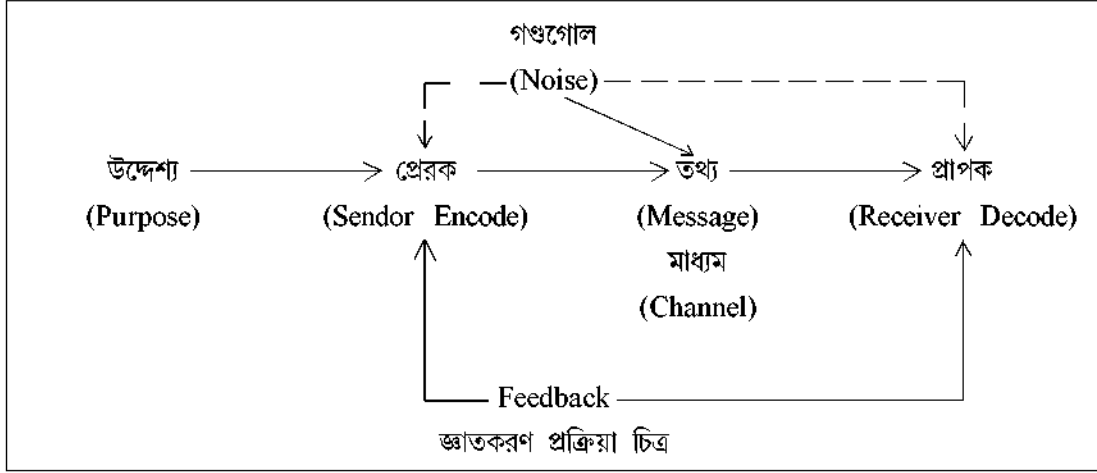 গণ্ডগোল
(Noise)
উদ্দেশ্য প্রেরক তথ্য প্রাপক
(Purpose) (Sendor Encode) (Message) (Receiver Decode)
মাধ্যম
(Channel)
Feedback
জ্ঞাতকরণ প্রক্রিয়া চিত্র